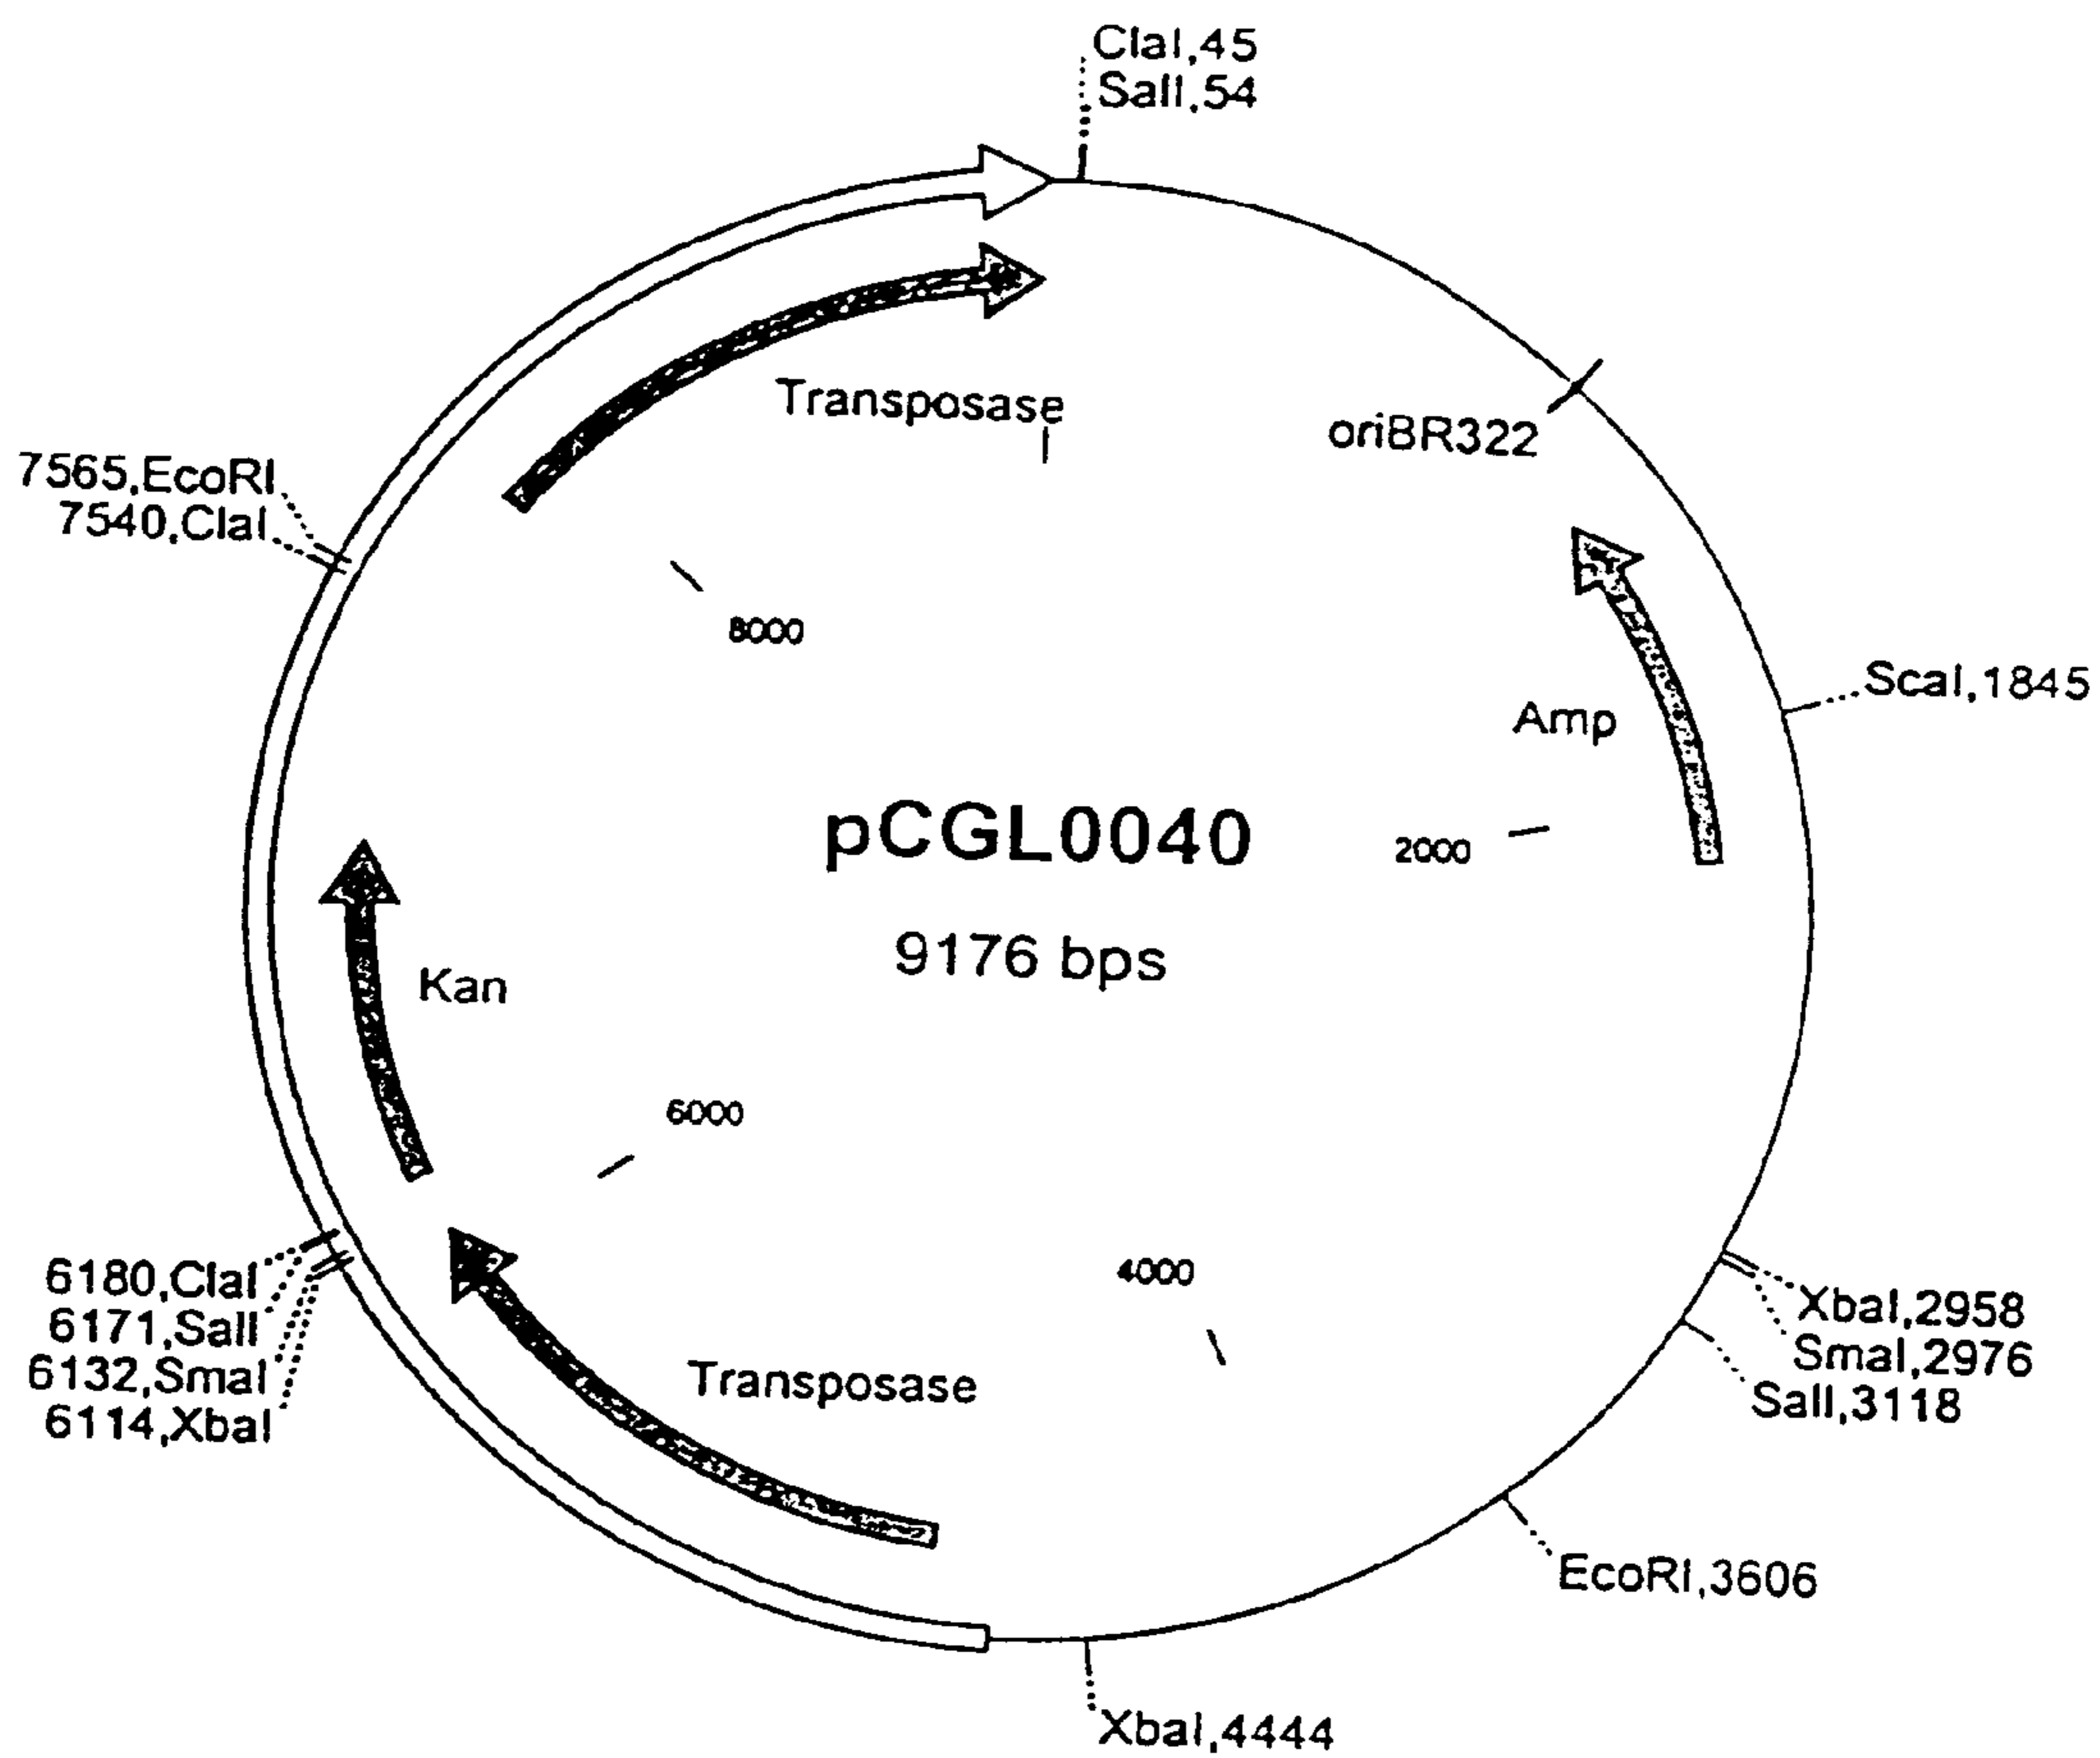 ClaI,45
SalI,54
Transposase
oriBR322
7565,EcoRI
7540,ClaI
8000
ScaI,1845
Amp
pCGL0040
2000
9176 bps
Kan
6000
6180,ClaI
6171,SalI
6132,SmaI
6114,XbaI
4000
XbaI,2958
SmaI,2976
SalI,3118
Transposase
EcoRI,3606
XbaI,4444